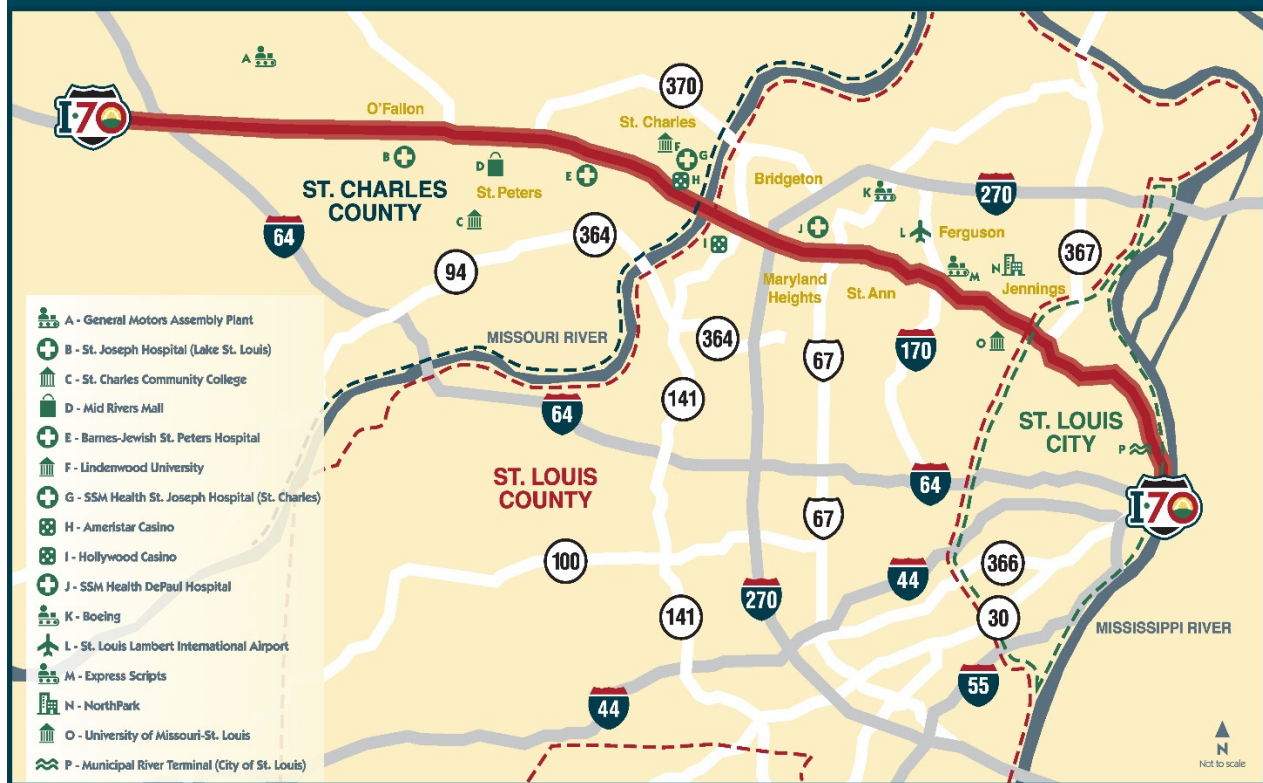 A
I-70
O'Fallon
370
St. Charles
F
G
B
D
E
H
ST. CHARLES
COUNTY
St. Peters
C
64
94
364
MISSOURI RIVER
Bridgeton
K
270
J
L
Ferguson
I
M
N
367
Maryland
Heights
St. Ann
Jennings
364
67
170
O
141
64
ST. LOUIS
CITY
P
ST. LOUIS
COUNTY
64
I-70
67
100
44
366
141
270
30
MISSISSIPPI RIVER
55
44
N
Not to scale
A - General Motors Assembly Plant
B - St. Joseph Hospital (Lake St. Louis)
C - St. Charles Community College
D - Mid Rivers Mall
E - Barnes-Jewish St. Peters Hospital
F - Lindenwood University
G - SSM Health St. Joseph Hospital (St. Charles)
H - Ameristar Casino
I - Hollywood Casino
J - SSM Health DePaul Hospital
K - Boeing
L - St. Louis Lambert International Airport
M - Express Scripts
N - NorthPark
O - University of Missouri-St. Louis
P - Municipal River Terminal (City of St. Louis)